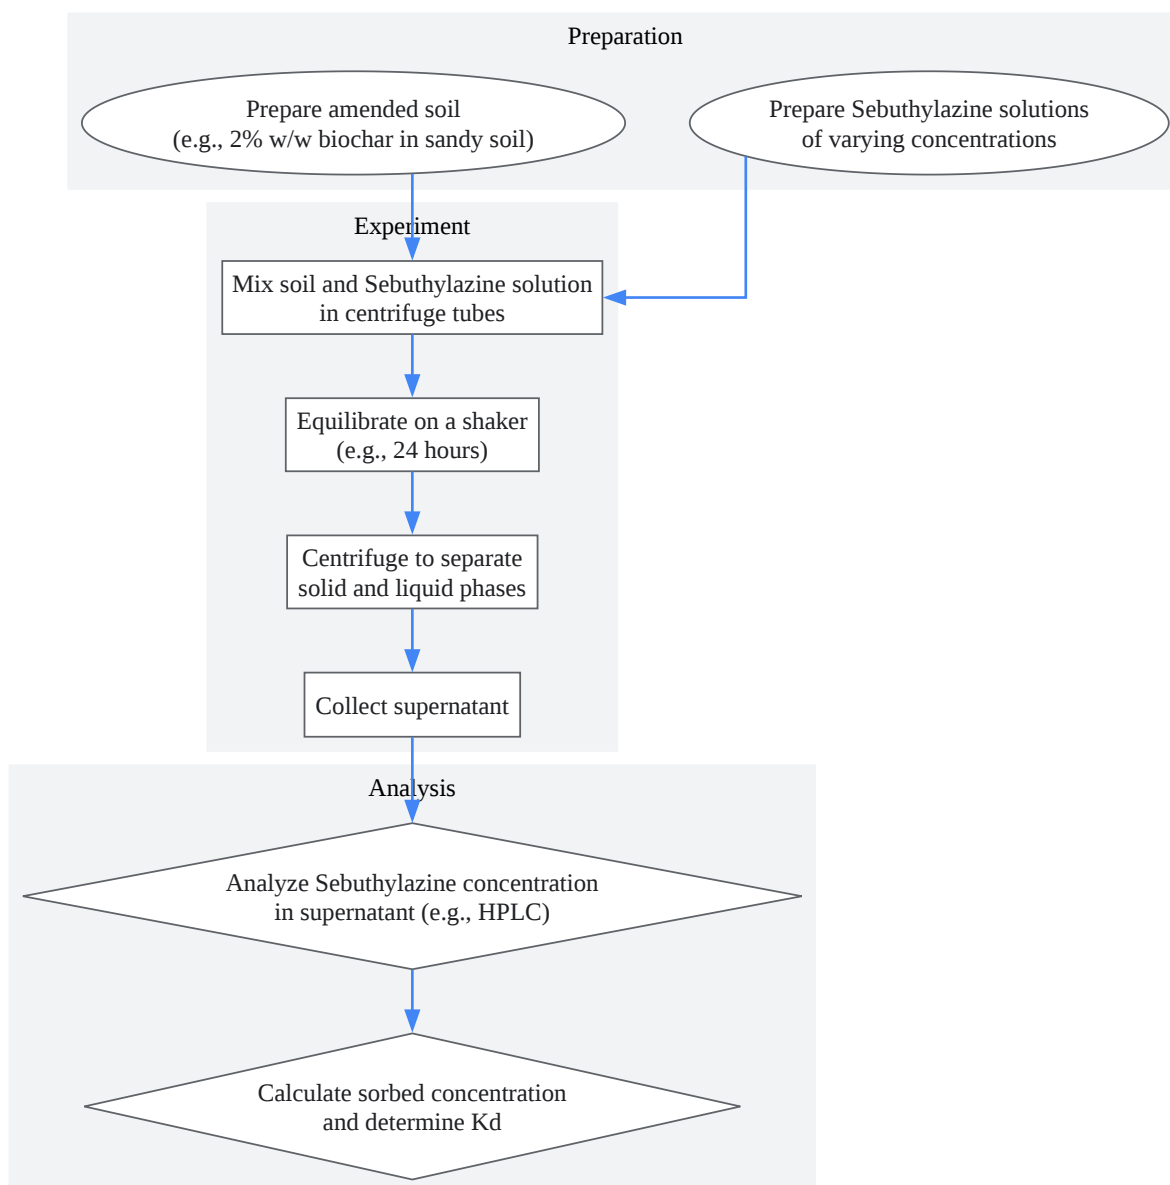 Preparation
Prepare amended soil
(e.g., 2% w/w biochar in sandy soil)
Prepare Sebuthylazine solutions
of varying concentrations
Experiment
Mix soil and Sebuthylazine solution
in centrifuge tubes
Equilibrate on a shaker
(e.g., 24 hours)
Centrifuge to separate
solid and liquid phases
Collect supernatant
Analysis
Analyze Sebuthylazine concentration
in supernatant (e.g., HPLC)
Calculate sorbed concentration
and determine Kd